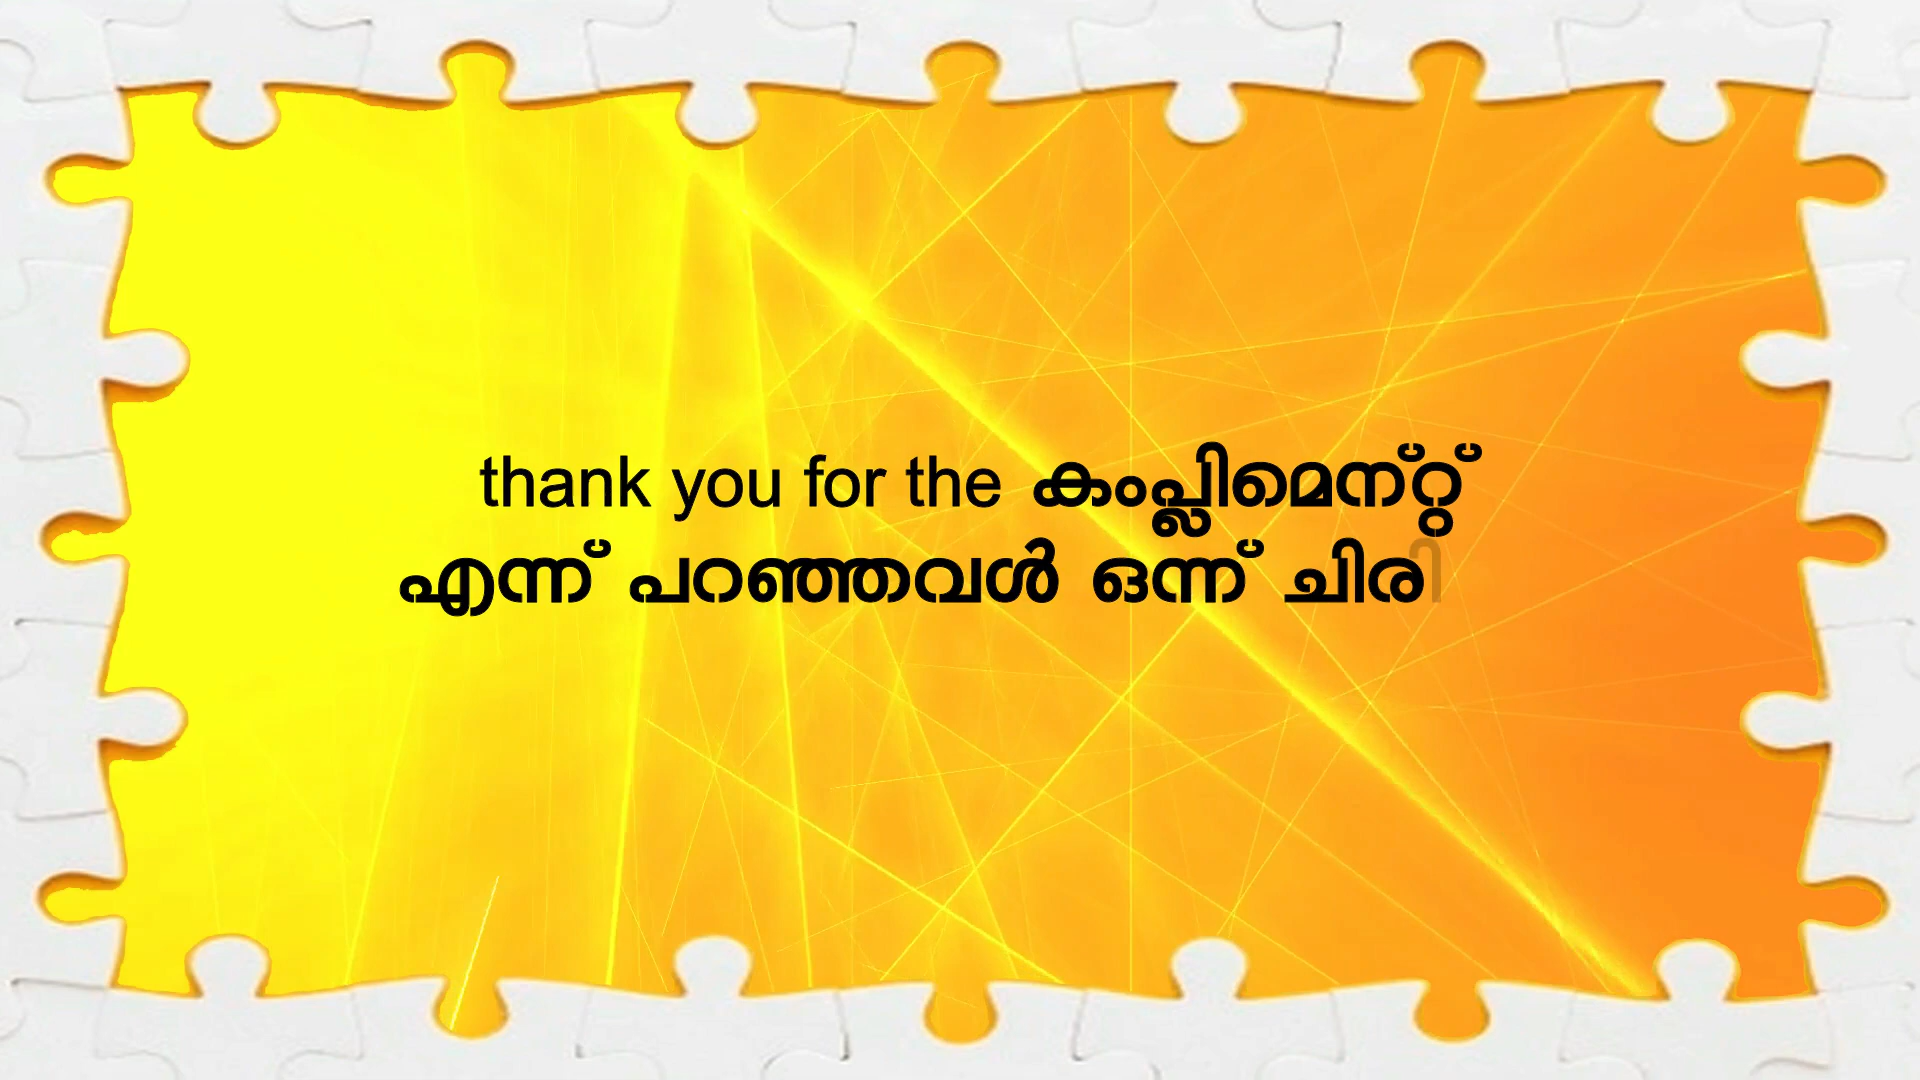 thank you for the കംപ്ലിമെന്റ്
എന്ന് പറഞ്ഞവൾ ഒന്ന് ചിരി